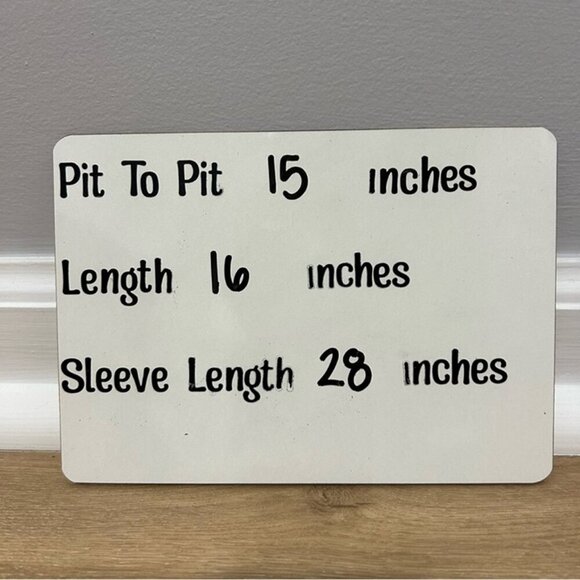 Pit To Pit 15 inches
Length 16 inches
Sleeve Length 28 inches